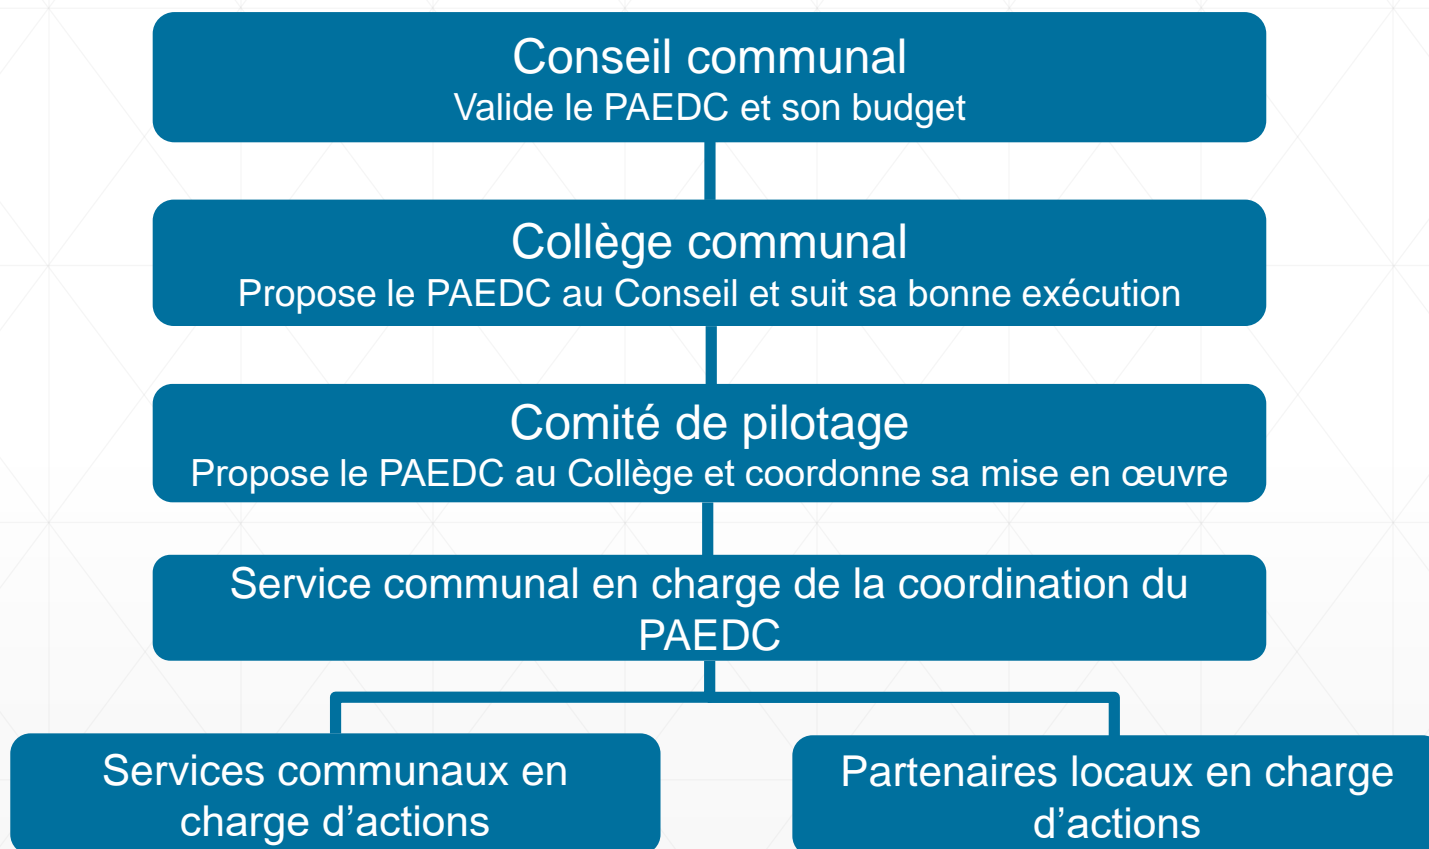 Conseil communal
Valide le PAEDC et son budget
Collège communal
Propose le PAEDC au Conseil et suit sa bonne exécution
Comité de pilotage
Propose le PAEDC au Collège et coordonne sa mise en œuvre
Service communal en charge de la coordination du
PAEDC
Services communaux en
charge d’actions
Partenaires locaux en charge
d’actions